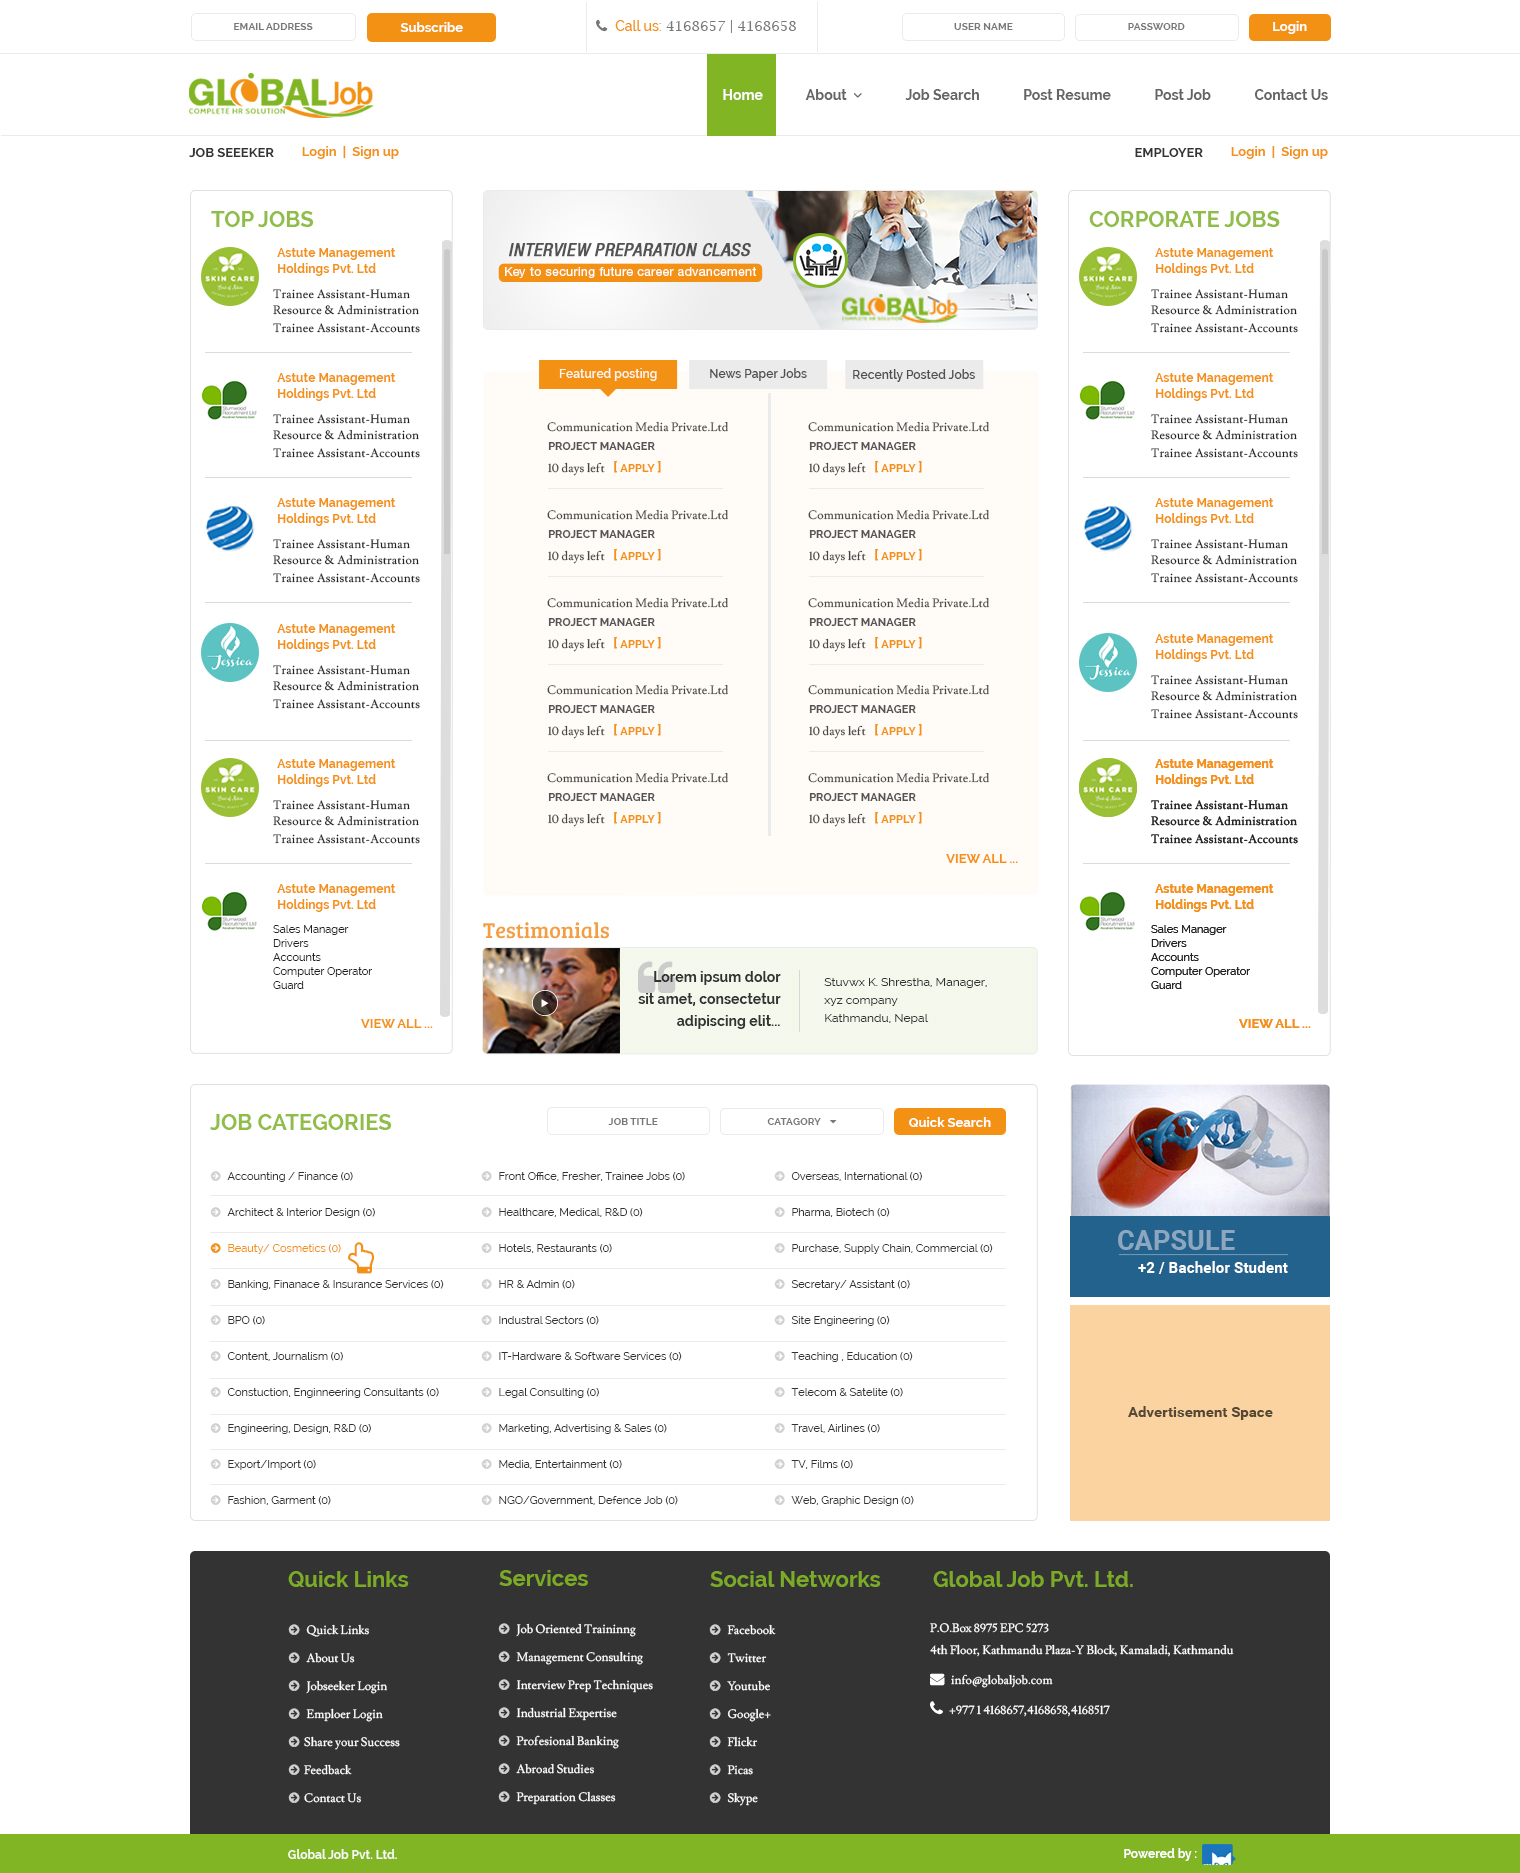 EMAIL ADDRESS
Subscribe
Call us: 4168657 | 4168658
USER NAME
PASSWORD
Login
GLOBAL Job
COMPLETE HR SOLUTION
Home
About
Job Search
Post Resume
Post Job
Contact Us
JOB SEEEKER
Login | Sign up
EMPLOYER
Login | Sign up
TOP JOBS
SKIN CARE
Astute Management
Holdings Pvt. Ltd
Trainee Assistant-Human
Resource & Administration
Trainee Assistant-Accounts
Astute Management
Holdings Pvt. Ltd
Trainee Assistant-Human
Resource & Administration
Trainee Assistant-Accounts
Astute Management
Holdings Pvt. Ltd
Trainee Assistant-Human
Resource & Administration
Trainee Assistant-Accounts
Jessica
Astute Management
Holdings Pvt. Ltd
Trainee Assistant-Human
Resource & Administration
Trainee Assistant-Accounts
SKIN CARE
Astute Management
Holdings Pvt. Ltd
Trainee Assistant-Human
Resource & Administration
Trainee Assistant-Accounts
Astute Management
Holdings Pvt. Ltd
Sales Manager
Drivers
Accounts
Computer Operator
Guard
VIEW ALL ...
INTERVIEW PREPARATION CLASS
Key to securing future career advancement
GLOBAL Job
COMPLETE HR SOLUTION
Featured posting
News Paper Jobs
Recently Posted Jobs
Communication Media Private.Ltd
PROJECT MANAGER
10 days left [ APPLY ]
Communication Media Private.Ltd
PROJECT MANAGER
10 days left [ APPLY ]
Communication Media Private.Ltd
PROJECT MANAGER
10 days left [ APPLY ]
Communication Media Private.Ltd
PROJECT MANAGER
10 days left [ APPLY ]
Communication Media Private.Ltd
PROJECT MANAGER
10 days left [ APPLY ]
Communication Media Private.Ltd
PROJECT MANAGER
10 days left [ APPLY ]
Communication Media Private.Ltd
PROJECT MANAGER
10 days left [ APPLY ]
Communication Media Private.Ltd
PROJECT MANAGER
10 days left [ APPLY ]
Communication Media Private.Ltd
PROJECT MANAGER
10 days left [ APPLY ]
Communication Media Private.Ltd
PROJECT MANAGER
10 days left [ APPLY ]
VIEW ALL ...
Testimonials
Lorem ipsum dolor
sit amet, consectetur
adipiscing elit...
Stuvwx K. Shrestha, Manager,
xyz company
Kathmandu, Nepal
CORPORATE JOBS
SKIN CARE
Astute Management
Holdings Pvt. Ltd
Trainee Assistant-Human
Resource & Administration
Trainee Assistant-Accounts
Astute Management
Holdings Pvt. Ltd
Trainee Assistant-Human
Resource & Administration
Trainee Assistant-Accounts
Astute Management
Holdings Pvt. Ltd
Trainee Assistant-Human
Resource & Administration
Trainee Assistant-Accounts
Jessica
Astute Management
Holdings Pvt. Ltd
Trainee Assistant-Human
Resource & Administration
Trainee Assistant-Accounts
SKIN CARE
Astute Management
Holdings Pvt. Ltd
Trainee Assistant-Human
Resource & Administration
Trainee Assistant-Accounts
Astute Management
Holdings Pvt. Ltd
Sales Manager
Drivers
Accounts
Computer Operator
Guard
VIEW ALL ...
JOB CATEGORIES
JOB TITLE
CATAGORY
Quick Search
Accounting / Finance (0)
Architect & Interior Design (0)
Beauty/ Cosmetics (0)
Banking, Finanace & Insurance Services (0)
BPO (0)
Content, Journalism (0)
Constuction, Enginneering Consultants (0)
Engineering, Design, R&D (0)
Export/Import (0)
Fashion, Garment (0)
Front Office, Fresher, Trainee Jobs (0)
Healthcare, Medical, R&D (0)
Hotels, Restaurants (0)
HR & Admin (0)
Industral Sectors (0)
IT-Hardware & Software Services (0)
Legal Consulting (0)
Marketing, Advertising & Sales (0)
Media, Entertainment (0)
NGO/Government, Defence Job (0)
Overseas, International (0)
Pharma, Biotech (0)
Purchase, Supply Chain, Commercial (0)
Secretary/ Assistant (0)
Site Engineering (0)
Teaching , Education (0)
Telecom & Satelite (0)
Travel, Airlines (0)
TV, Films (0)
Web, Graphic Design (0)
CAPSULE
+2 / Bachelor Student
Advertisement Space
Quick Links
Quick Links
About Us
Jobseeker Login
Emploer Login
Share your Success
Feedback
Contact Us
Services
Job Oriented Traininng
Management Consulting
Interview Prep Techniques
Industrial Expertise
Profesional Banking
Abroad Studies
Preparation Classes
Social Networks
Facebook
Twitter
Youtube
Google+
Flickr
Picas
Skype
Global Job Pvt. Ltd.
P.O.Box 8975 EPC 5273
4th Floor, Kathmandu Plaza-Y Block, Kamaladi, Kathmandu
info@globaljob.com
+977 1 4168657,4168658,4168517
Global Job Pvt. Ltd.
Powered by :